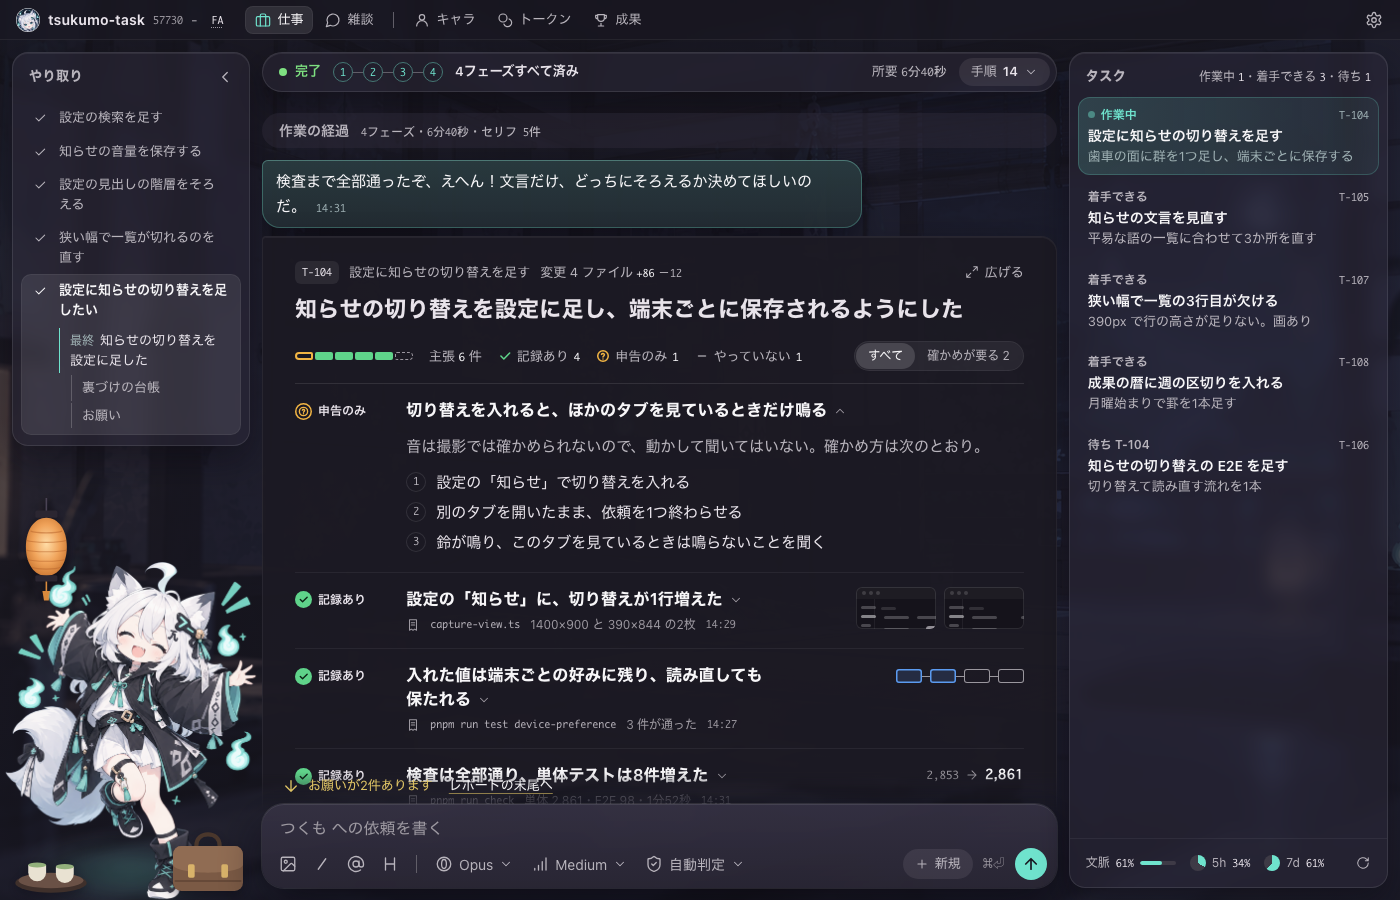 tsukumo-task 57730 – FA 仕事 雑談 キャラ トークン 成果
やり取り
設定の検索を足す
知らせの音量を保存する
設定の見出しの階層をそろ
える
狭い幅で一覧が切れるのを
直す
設定に知らせの切り替えを足
したい
最終 知らせの切り替えを
設定に足した
裏づけの台帳
お願い
完了 1 2 3 4 4フェーズすべて済み 所要 6分40秒 手順 14
作業の経過 4フェーズ・6分40秒・セリフ 5件
検査まで全部通ったぞ、えへん！文言だけ、どっちにそろえるか決めてほしいの
だ。 14:31
T-104 設定に知らせの切り替えを足す 変更 4 ファイル +86 −12 広げる
知らせの切り替えを設定に足し、端末ごとに保存されるようにした
主張 6 件 記録あり 4 申告のみ 1 やっていない 1 すべて 確かめが要る 2
申告のみ 切り替えを入れると、ほかのタブを見ているときだけ鳴る
音は撮影では確かめられないので、動かして聞いてはいない。確かめ方は次のとおり。
1 設定の「知らせ」で切り替えを入れる
2 別のタブを開いたまま、依頼を1つ終わらせる
3 鈴が鳴り、このタブを見ているときは鳴らないことを聞く
記録あり 設定の「知らせ」に、切り替えが1行増えた
capture-view.ts 1400×900 と 390×844 の2枚 14:29
記録あり 入れた値は端末ごとの好みに残り、読み直しても
保たれる
pnpm run test device-preference 3 件が通った 14:27
記録あり 検査は全部通り、単体テストは8件増えた 2,853 → 2,861
お願いが2件あります レポートの末尾へ
pnpm run check 単体 2,861・E2E 98・1分52秒 14:31
つくも への依頼を書く
Opus Medium 自動判定 新規 ⌘⏎
タスク 作業中 1・着手できる 3・待ち 1
作業中 T-104
設定に知らせの切り替えを足す
歯車の面に群を1つ足し、端末ごとに保存する
着手できる T-105
知らせの文言を見直す
平易な語の一覧に合わせて3か所を直す
着手できる T-107
狭い幅で一覧の3行目が欠ける
390px で行の高さが足りない。画あり
着手できる T-108
成果の暦に週の区切りを入れる
月曜始まりで罫を1本足す
待ち T-104 T-106
知らせの切り替えの E2E を足す
切り替えて読み直す流れを1本
文脈 61% 5h 34% 7d 61%